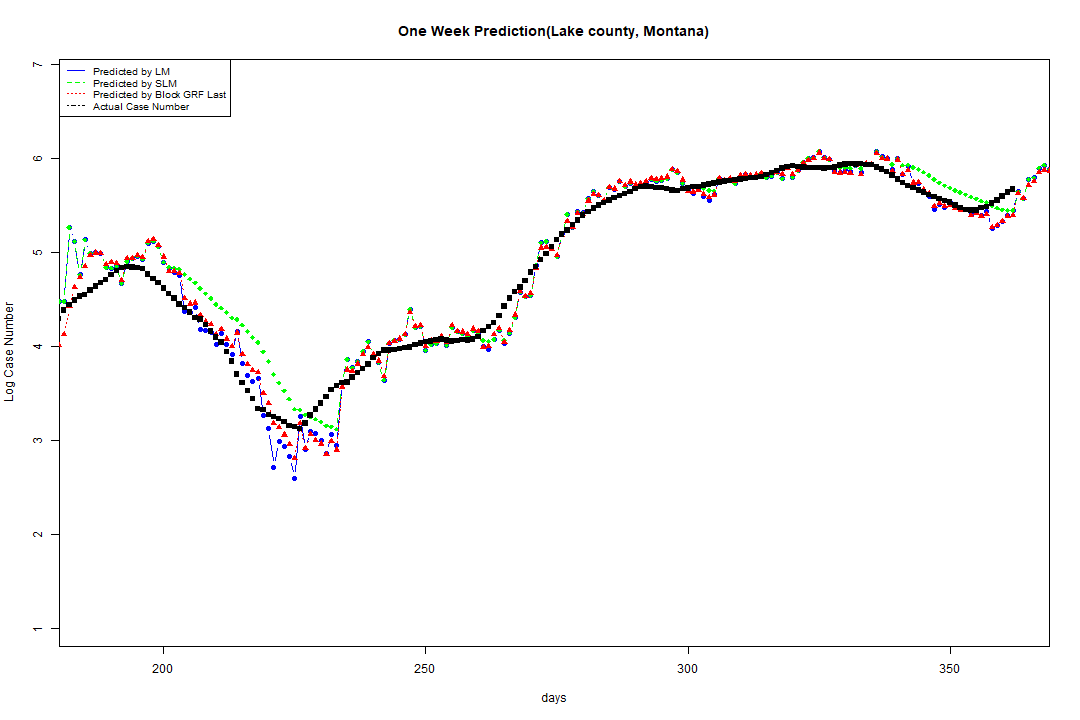 One Week Prediction(Lake county, Montana)
Predicted by LM
Predicted by SLM
Predicted by Block GRF Last
Actual Case Number
7
6
5
4
3
2
1
Log Case Number
200 250 300 350
days